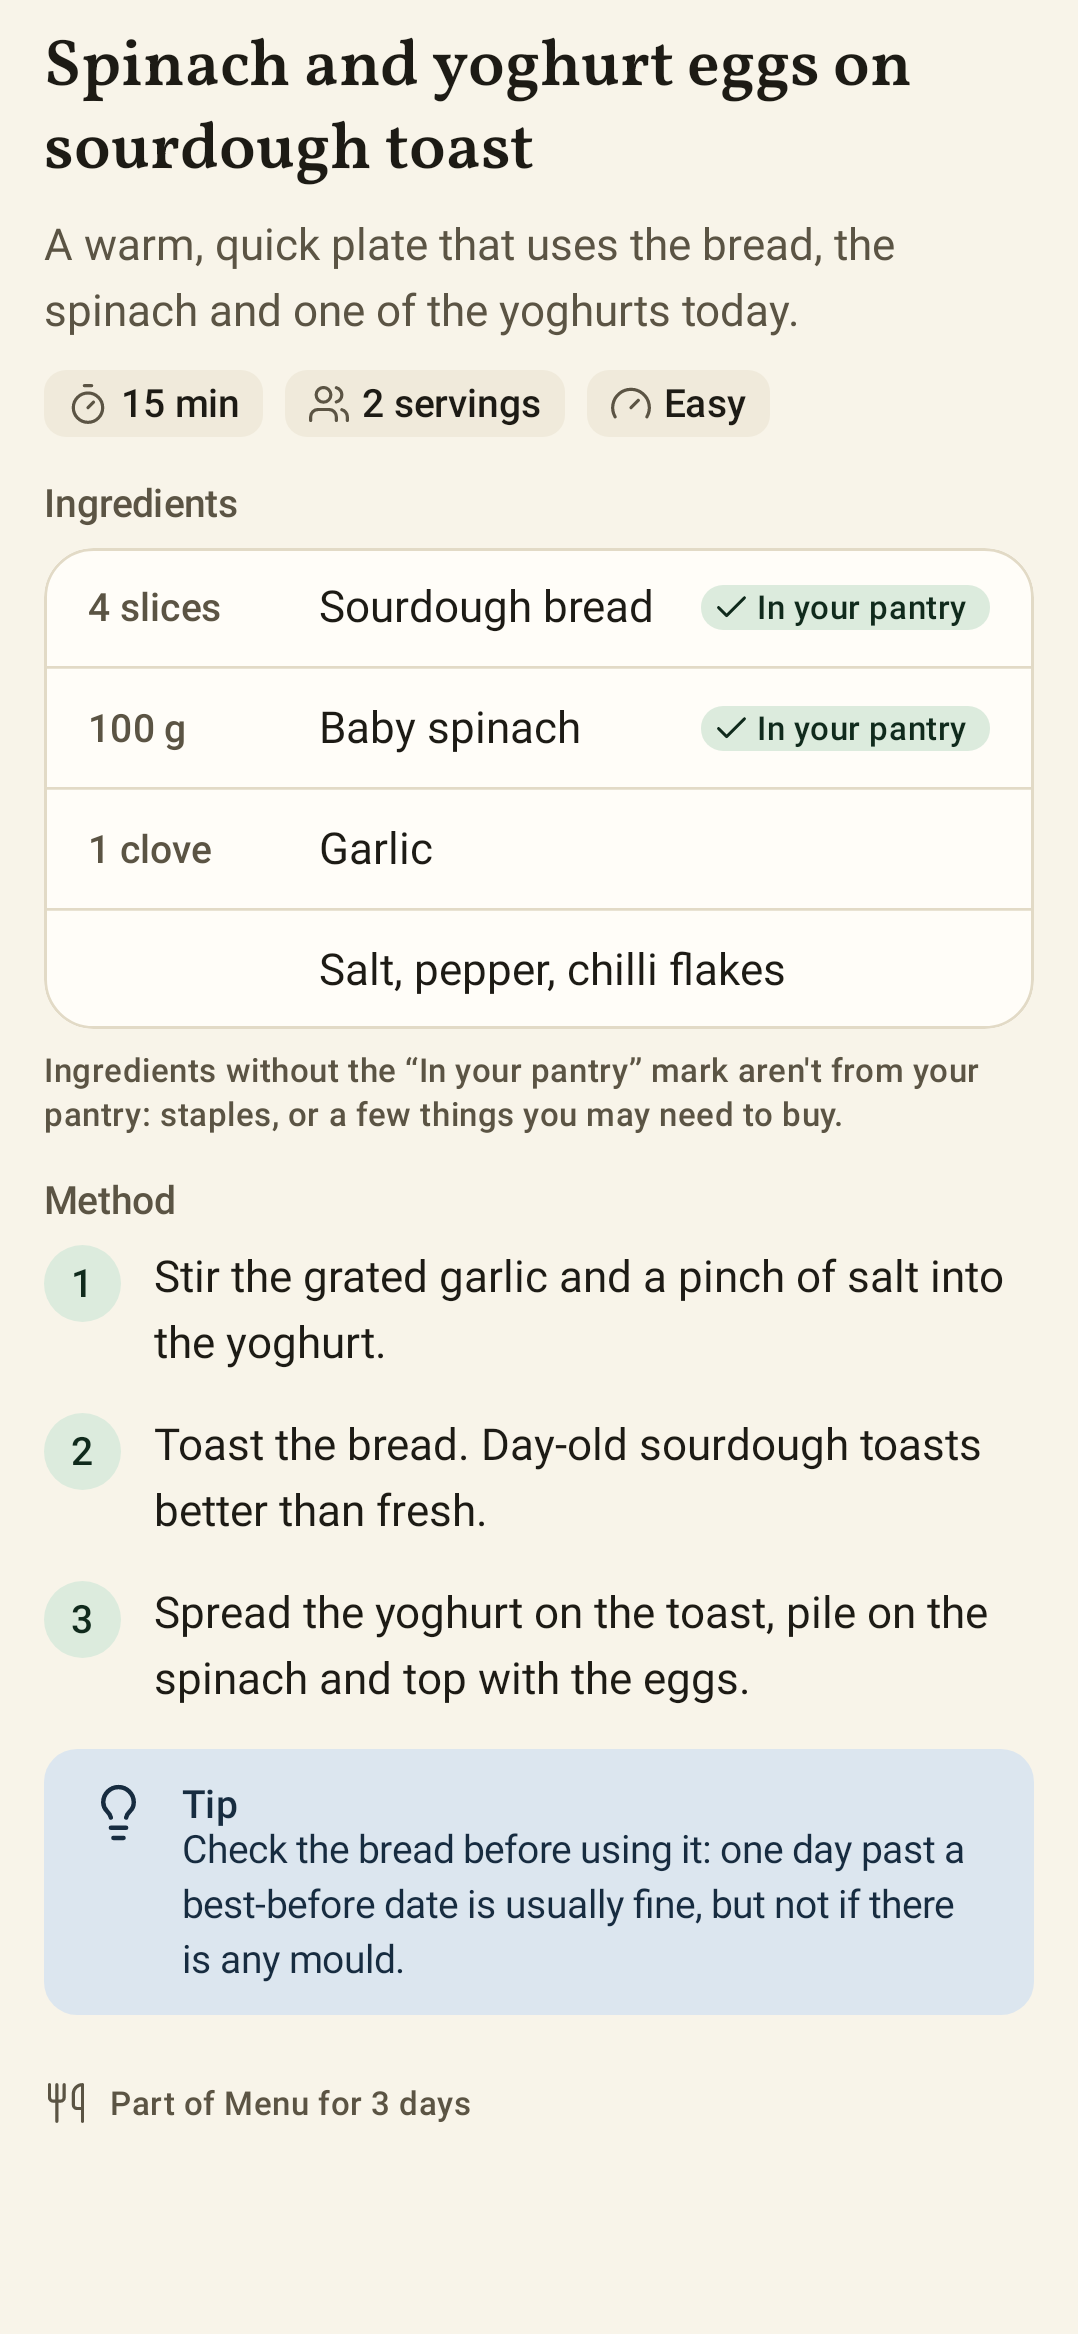 Spinach and yoghurt eggs on
sourdough toast
A warm, quick plate that uses the bread, the
spinach and one of the yoghurts today.
15 min 2 servings Easy
Ingredients
4 slices Sourdough bread In your pantry
100 g Baby spinach In your pantry
1 clove Garlic
Salt, pepper, chilli flakes
Ingredients without the “In your pantry” mark aren't from your
pantry: staples, or a few things you may need to buy.
Method
1 Stir the grated garlic and a pinch of salt into
the yoghurt.
2 Toast the bread. Day-old sourdough toasts
better than fresh.
3 Spread the yoghurt on the toast, pile on the
spinach and top with the eggs.
Tip
Check the bread before using it: one day past a
best-before date is usually fine, but not if there
is any mould.
Part of Menu for 3 days